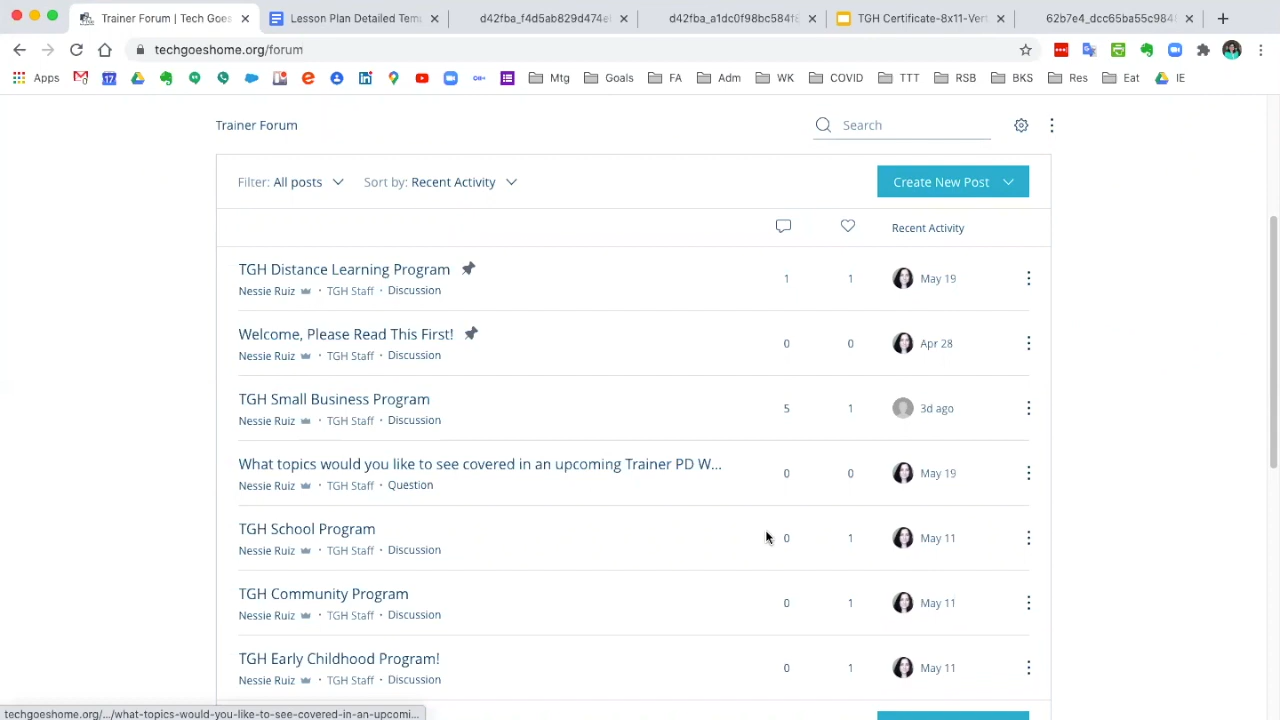 Trainer Forum | Tech Goes
Lesson Plan Detailed Tem
d42fba_f4d5ab829d474e
d42fba_a1dc0f98bc584f8
TGH Certificate-8x11-Vert
62b7e4_dcc65ba55c984
techgoeshome.org/forum
Apps
Mtg
Goals
FA
Adm
WK
COVID
TTT
RSB
BKS
Res
Eat
IE
Trainer Forum
Search
Filter: All posts
Sort by: Recent Activity
Create New Post
Recent Activity
TGH Distance Learning Program
Nessie Ruiz · TGH Staff · Discussion
1
1
May 19
Welcome, Please Read This First!
Nessie Ruiz · TGH Staff · Discussion
0
0
Apr 28
TGH Small Business Program
Nessie Ruiz · TGH Staff · Discussion
5
1
3d ago
What topics would you like to see covered in an upcoming Trainer PD W...
Nessie Ruiz · TGH Staff · Question
0
0
May 19
TGH School Program
Nessie Ruiz · TGH Staff · Discussion
0
1
May 11
TGH Community Program
Nessie Ruiz · TGH Staff · Discussion
0
1
May 11
TGH Early Childhood Program!
Nessie Ruiz · TGH Staff · Discussion
0
1
May 11
techgoeshome.org/.../what-topics-would-you-like-to-see-covered-in-an-upcomi...